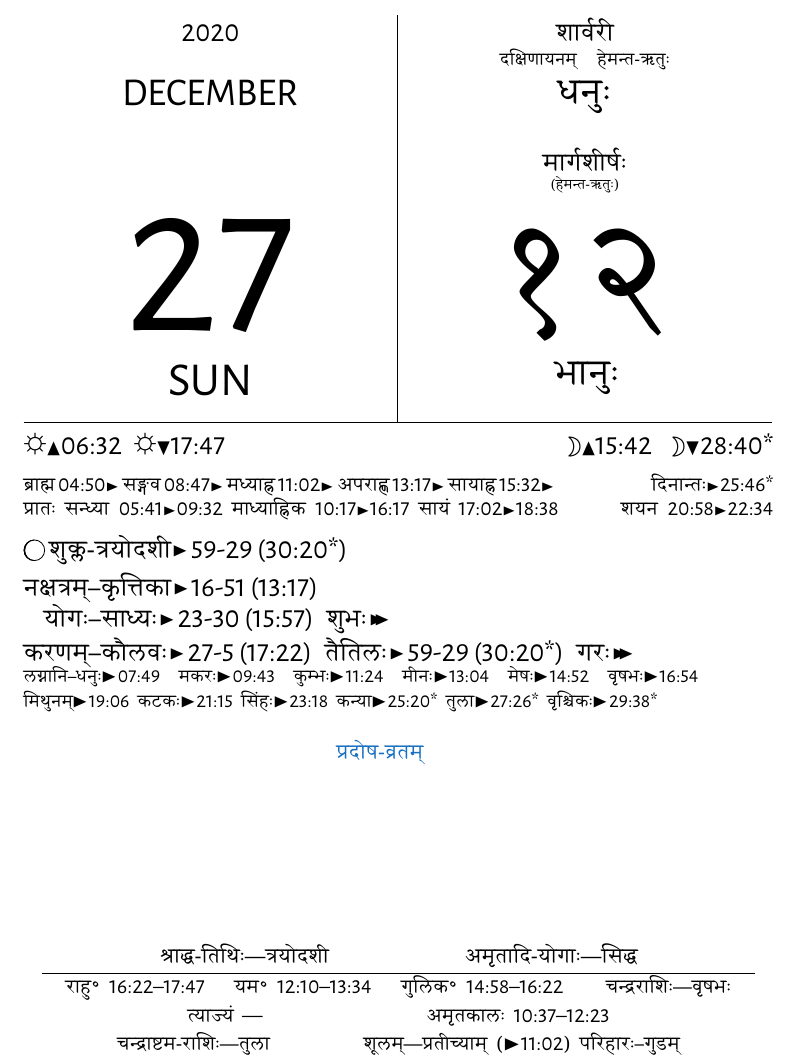 2020
DECEMBER
27
SUN
शार्वरी
दक्षिणायनम् हेमन्त-ऋतुः
धनुः
मार्गशीर्षः
(हेमन्त-ऋतुः)
१२
भानुः
☼▲06:32 ☼▼17:47 ☽▲15:42 ☽▼28:40*
ब्राह्म 04:50► सङ्गव 08:47► मध्याह्न 11:02► अपराह्ण 13:17► सायाह्न 15:32► दिनान्तः►25:46*
प्रातः सन्ध्या 05:41►09:32 माध्याह्निक 10:17►16:17 सायं 17:02►18:38 शयन 20:58►22:34
◯ शुक्ल-त्रयोदशी►59-29 (30:20*)
नक्षत्रम्–कृत्तिका►16-51 (13:17)
योगः–साध्यः►23-30 (15:57) शुभः►►
करणम्–कौलवः►27-5 (17:22) तैतिलः►59-29 (30:20*) गरः►►
लग्नानि–धनुः►07:49 मकरः►09:43 कुम्भः►11:24 मीनः►13:04 मेषः►14:52 वृषभः►16:54
मिथुनम्►19:06 कटकः►21:15 सिंहः►23:18 कन्या►25:20* तुला►27:26* वृश्चिकः►29:38*
प्रदोष-व्रतम्
श्राद्ध-तिथिः—त्रयोदशी अमृतादि-योगाः—सिद्ध
राहु° 16:22–17:47 यम° 12:10–13:34 गुलिक° 14:58–16:22 चन्द्रराशिः—वृषभः
त्याज्यं — अमृतकालः 10:37–12:23
चन्द्राष्टम-राशिः—तुला शूलम्—प्रतीच्याम् (►11:02) परिहारः–गुडम्